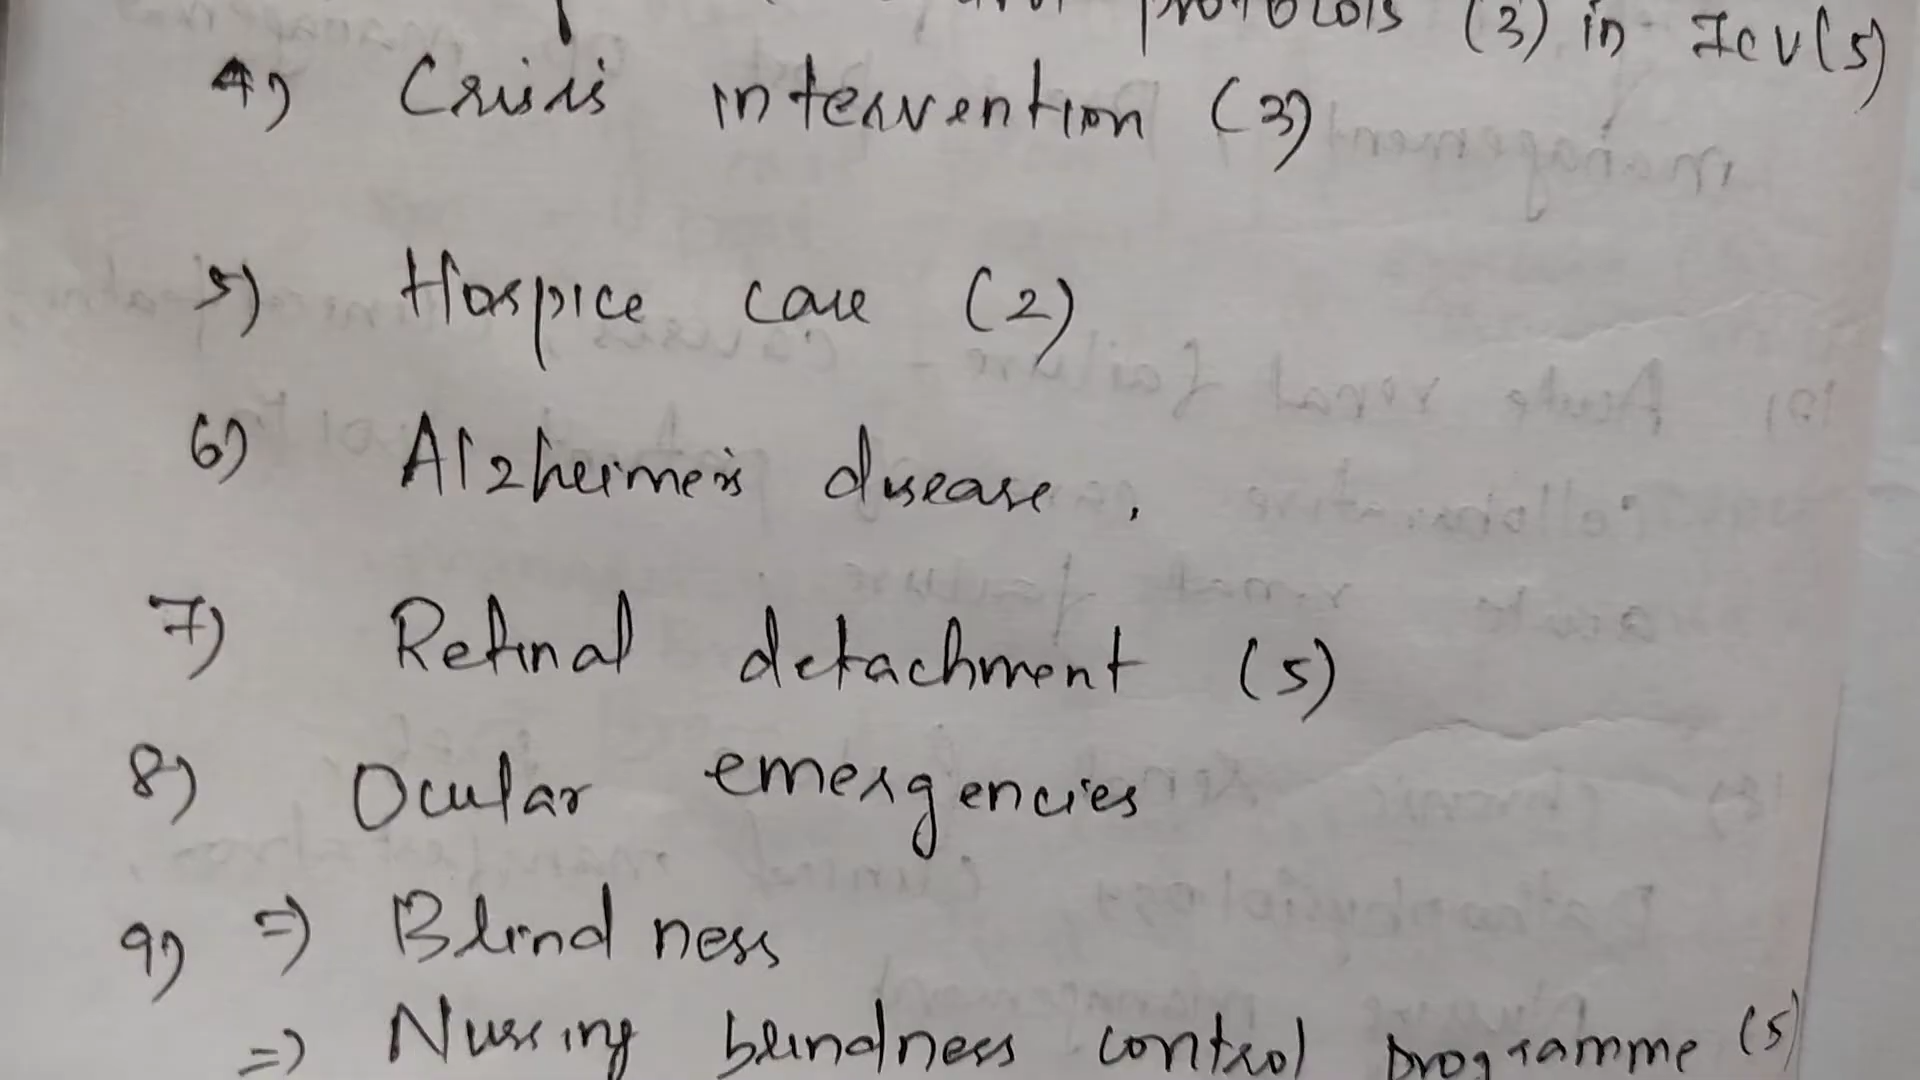 protocols (3) in ICU (5)
4) Crisis intervention (3)
5) Hospice care (2)
6) Alzheimer's disease.
7) Retinal detachment (5)
8) Ocular emergencies
9) => Blindness
=> Nursing blindness control programme (5)